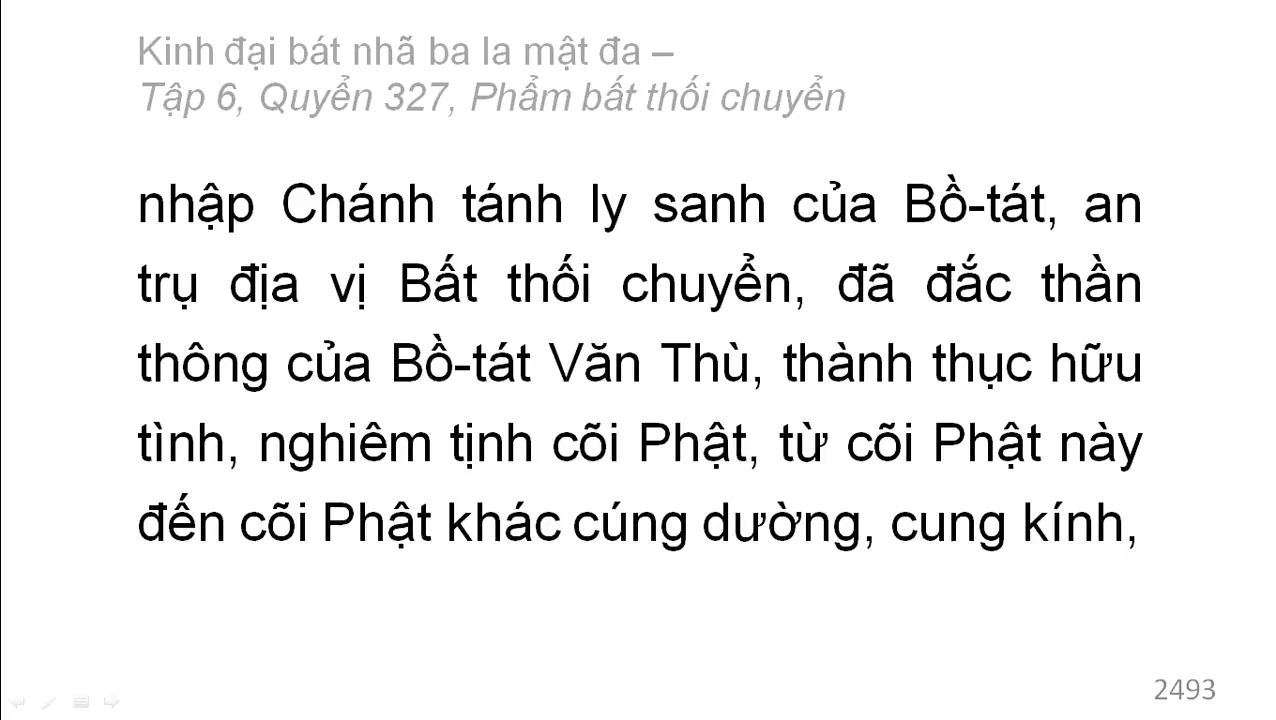 Kinh đại bát nhã ba la mật đa –
Tập 6, Quyển 327, Phẩm bất thối chuyển
nhập Chánh tánh ly sanh của Bồ-tát, an
trụ địa vị Bất thối chuyển, đã đắc thần
thông của Bồ-tát Văn Thù, thành thục hữu
tình, nghiêm tịnh cõi Phật, từ cõi Phật này
đến cõi Phật khác cúng dường, cung kính,
2493